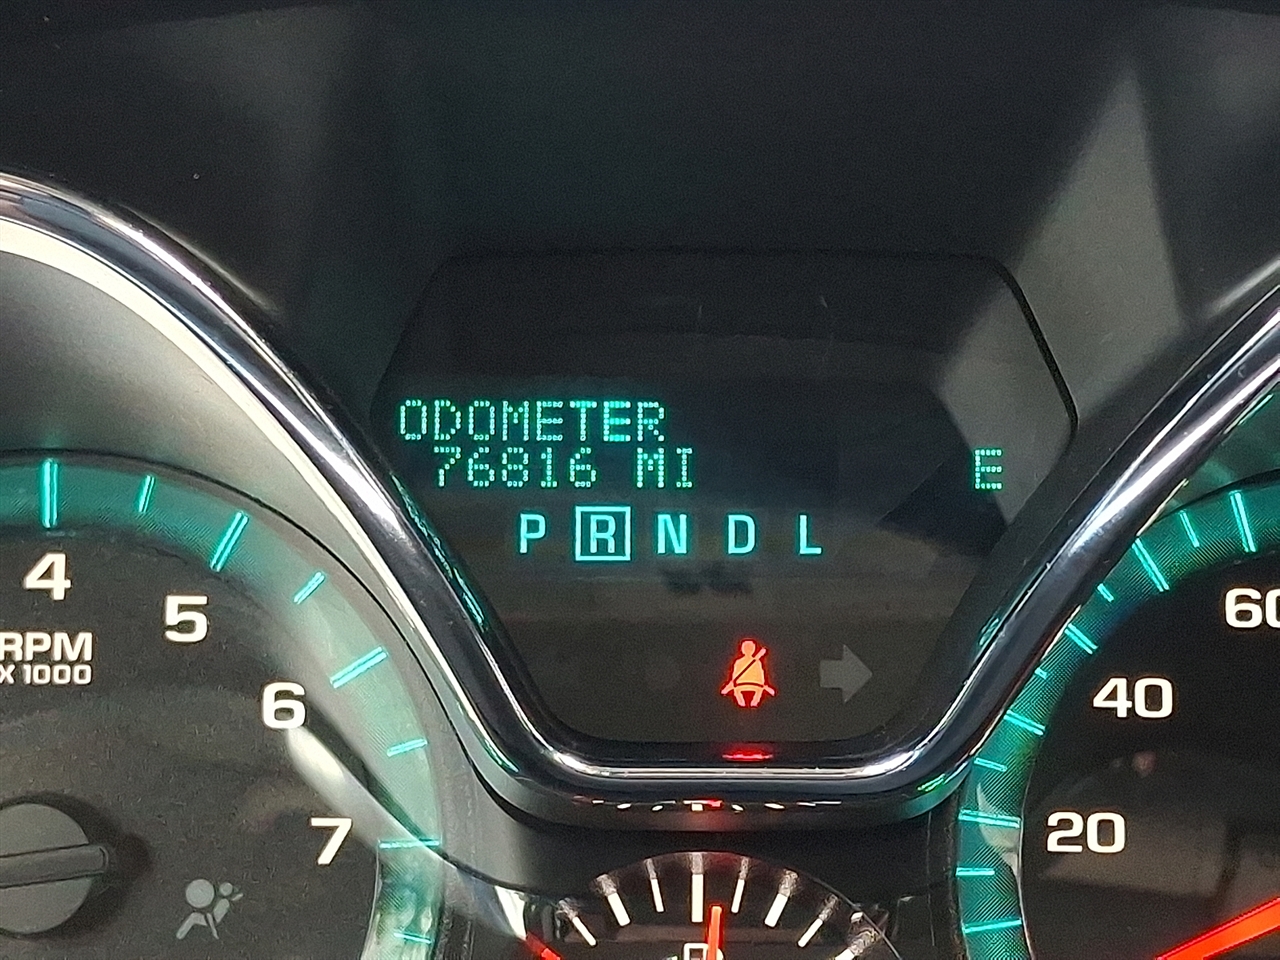 ODOMETER
76816 MI E
P R N D L
4
5
RPM
X 1000
6
7
60
40
20